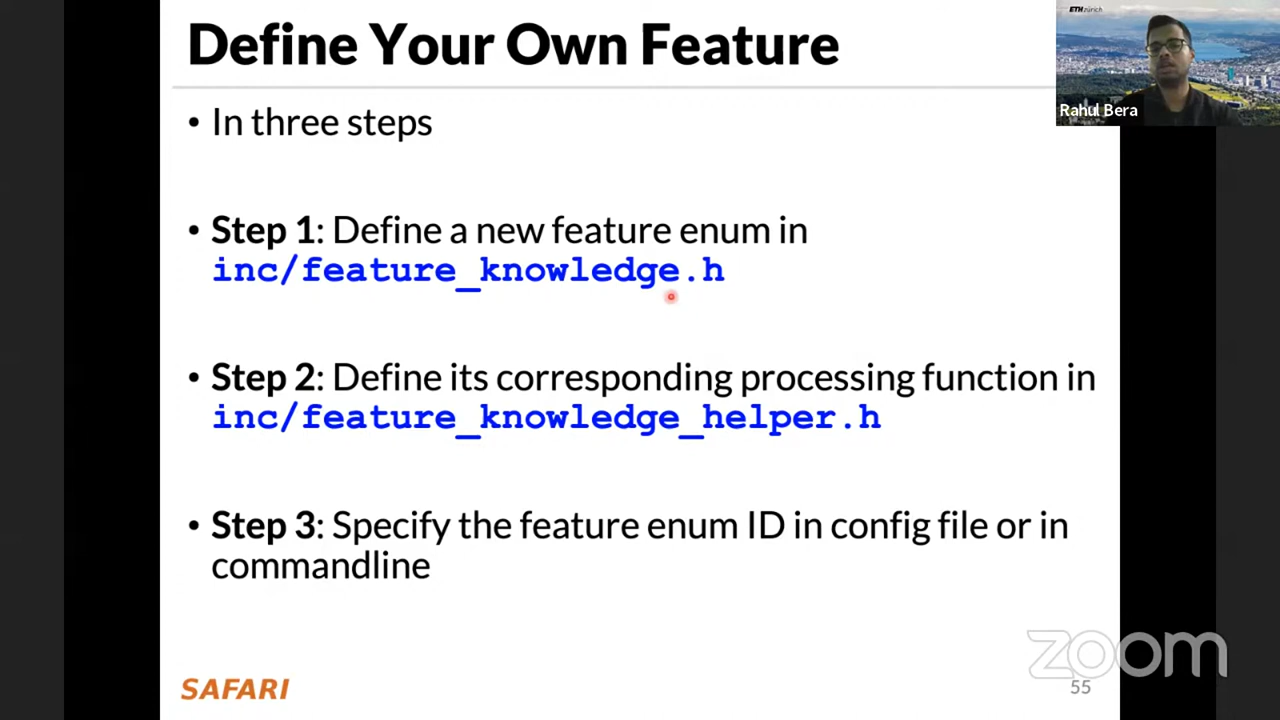 Define Your Own Feature
ETH zürich
Rahul Bera
• In three steps
• Step 1: Define a new feature enum in
inc/feature_knowledge.h
• Step 2: Define its corresponding processing function in
inc/feature_knowledge_helper.h
• Step 3: Specify the feature enum ID in config file or in
commandline
zoom
SAFARI
55